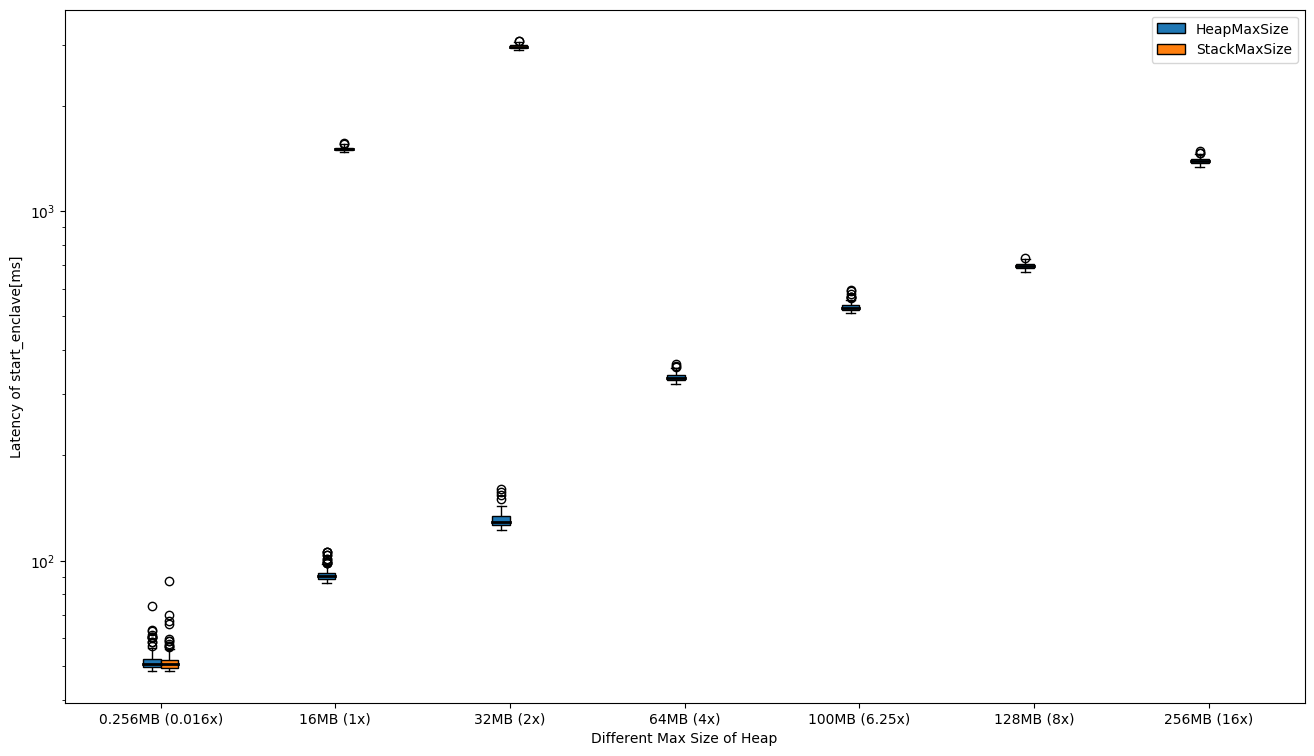 HeapMaxSize
StackMaxSize
Latency of start_enclave[ms]
10^3
10^2
0.256MB (0.016x) 16MB (1x) 32MB (2x) 64MB (4x) 100MB (6.25x) 128MB (8x) 256MB (16x)
Different Max Size of Heap